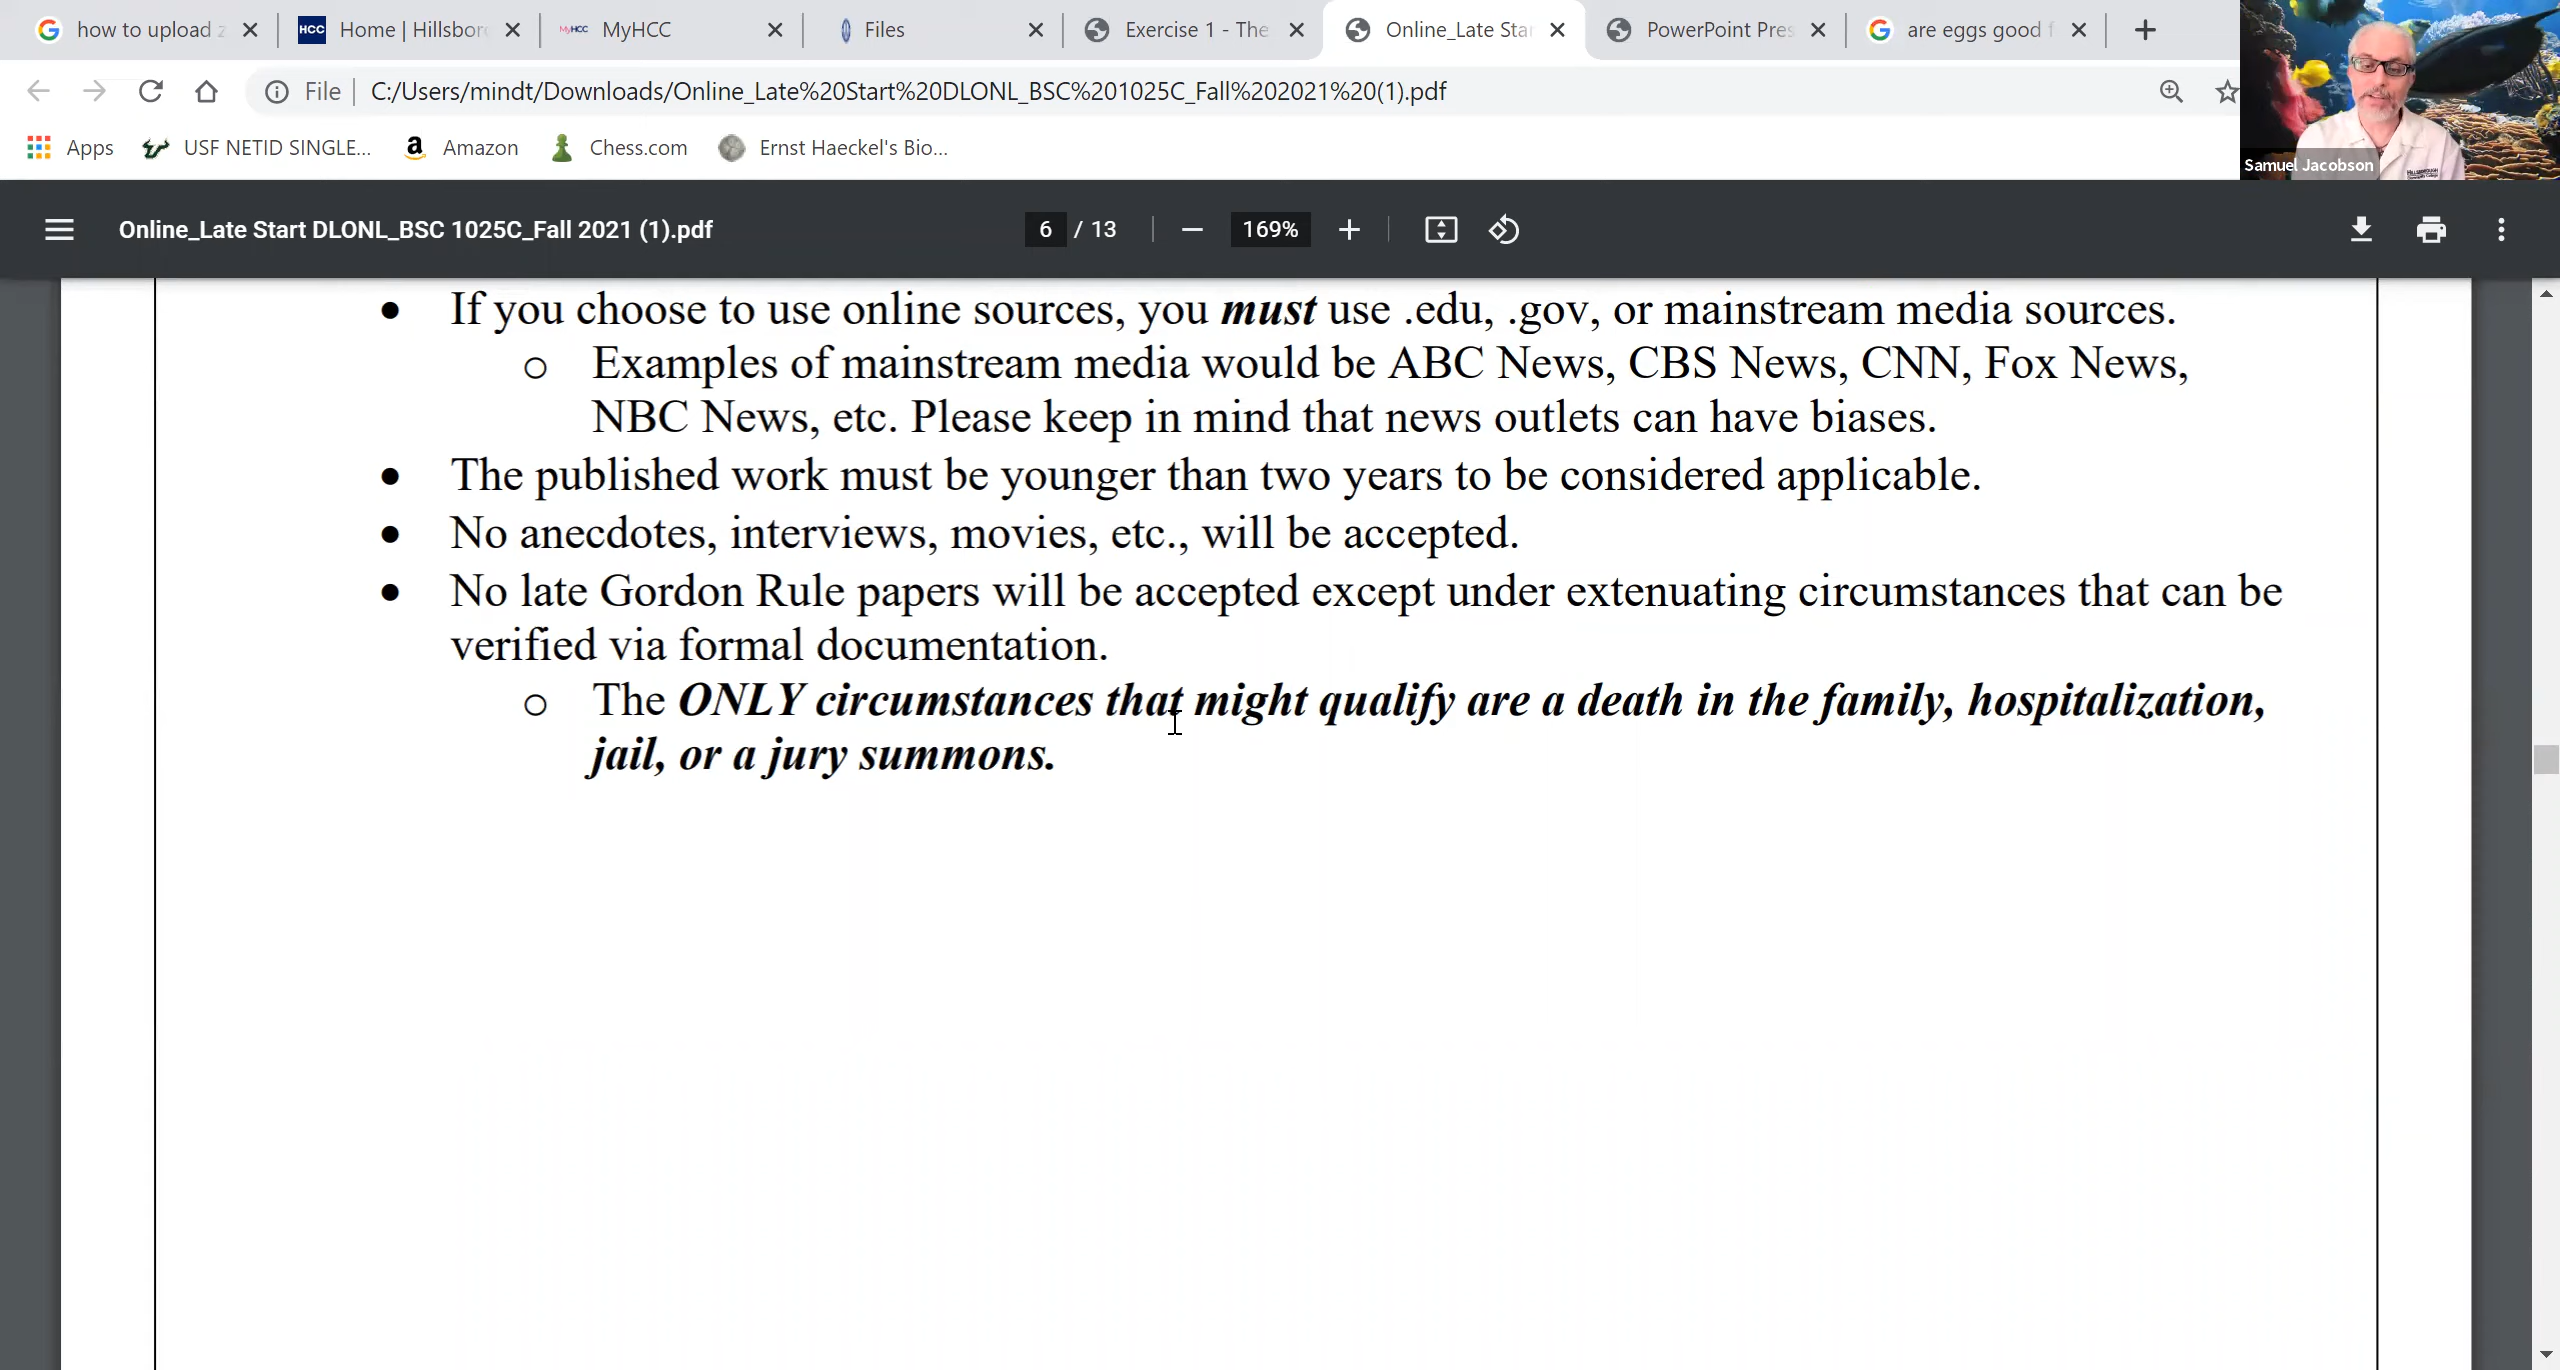 how to upload z
HCC
Home | Hillsboro
MyHCC
MyHCC
Files
Exercise 1 - The
Online_Late Star
PowerPoint Pres
are eggs good f
File
C:/Users/mindt/Downloads/Online_Late%20Start%20DLONL_BSC%201025C_Fall%202021%20(1).pdf
Apps
USF NETID SINGLE...
Amazon
Chess.com
Ernst Haeckel's Bio...
Samuel Jacobson
Online_Late Start DLONL_BSC 1025C_Fall 2021 (1).pdf
6 / 13
169%
• If you choose to use online sources, you must use .edu, .gov, or mainstream media sources.
o Examples of mainstream media would be ABC News, CBS News, CNN, Fox News,
NBC News, etc. Please keep in mind that news outlets can have biases.
• The published work must be younger than two years to be considered applicable.
• No anecdotes, interviews, movies, etc., will be accepted.
• No late Gordon Rule papers will be accepted except under extenuating circumstances that can be
verified via formal documentation.
o The ONLY circumstances that might qualify are a death in the family, hospitalization,
jail, or a jury summons.